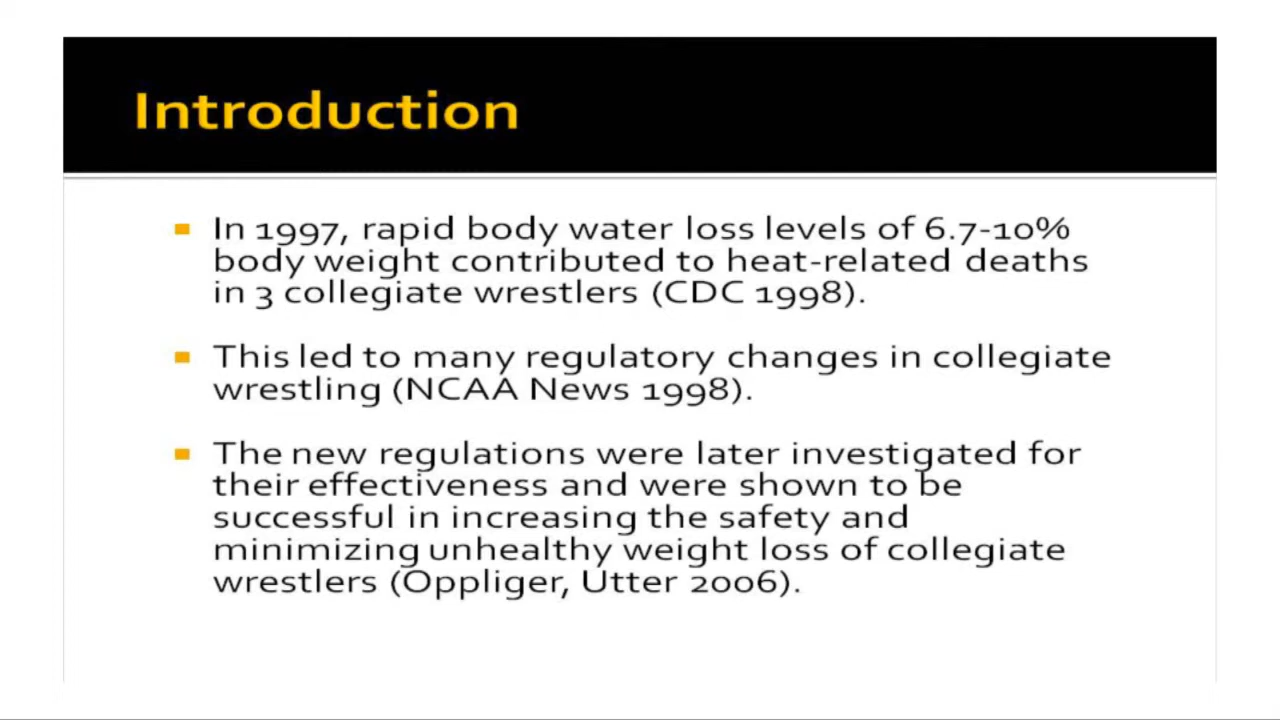 Introduction
In 1997, rapid body water loss levels of 6.7-10%
body weight contributed to heat-related deaths
in 3 collegiate wrestlers (CDC 1998).
This led to many regulatory changes in collegiate
wrestling (NCAA News 1998).
The new regulations were later investigated for
their effectiveness and were shown to be
successful in increasing the safety and
minimizing unhealthy weight loss of collegiate
wrestlers (Oppliger, Utter 2006).